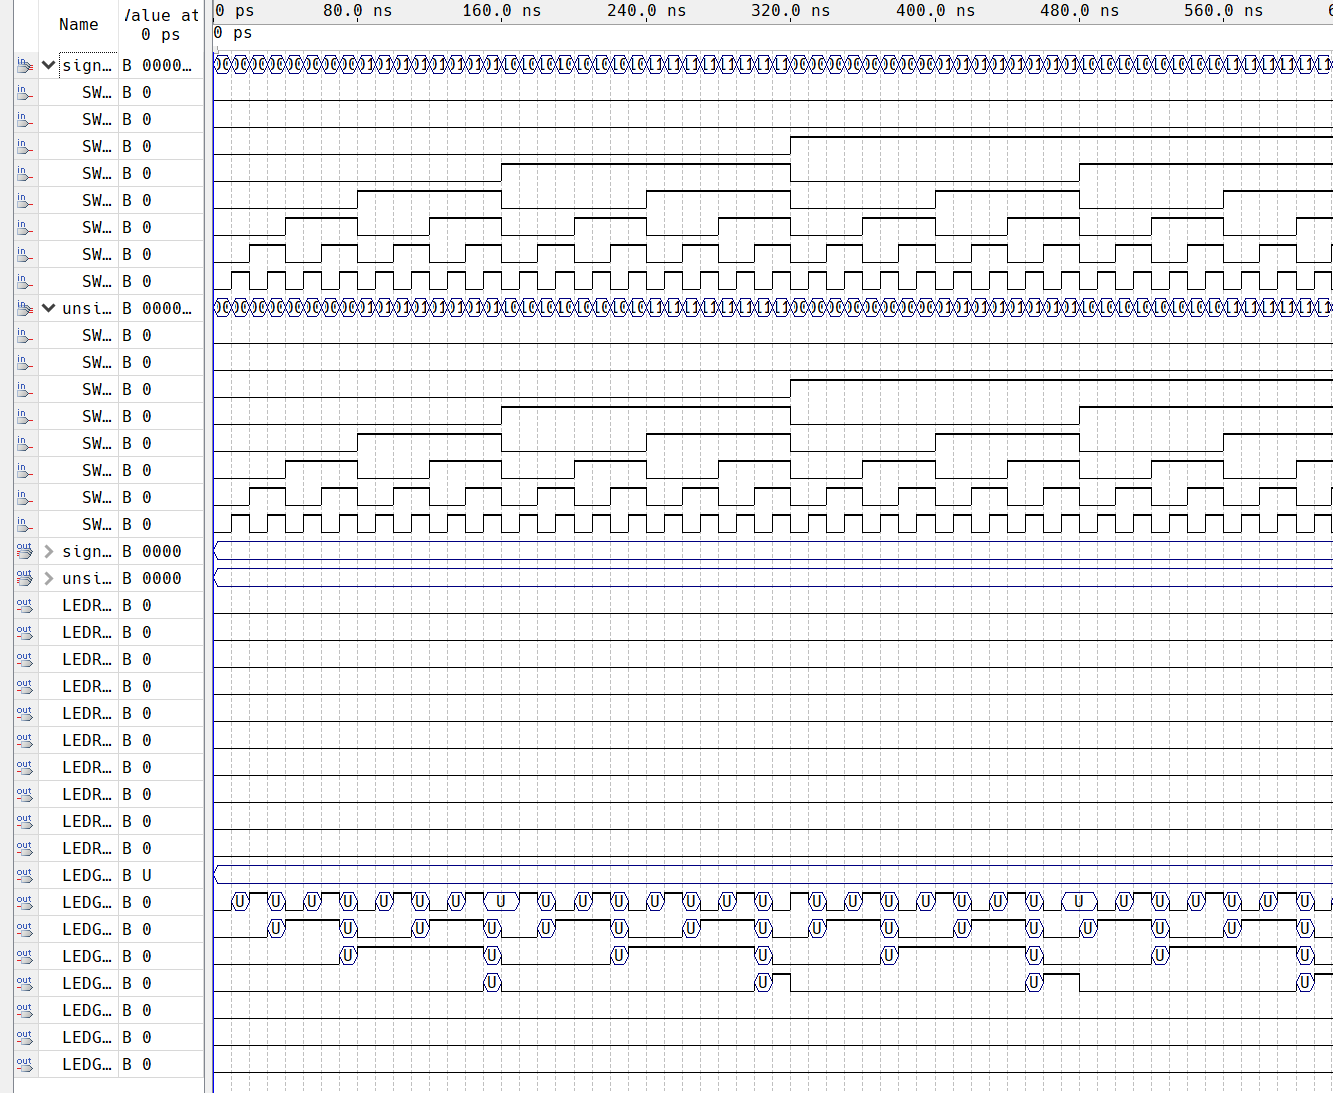 0 ps 80.0 ns 160.0 ns 240.0 ns 320.0 ns 400.0 ns 480.0 ns 560.0 ns
Name Value at
0 ps
0 ps
in sign… B 0000…
in SW… B 0
in SW… B 0
in SW… B 0
in SW… B 0
in SW… B 0
in SW… B 0
in SW… B 0
in SW… B 0
in unsi… B 0000…
in SW… B 0
in SW… B 0
in SW… B 0
in SW… B 0
in SW… B 0
in SW… B 0
in SW… B 0
in SW… B 0
out sign… B 0000
out unsi… B 0000
out LEDR… B 0
out LEDR… B 0
out LEDR… B 0
out LEDR… B 0
out LEDR… B 0
out LEDR… B 0
out LEDR… B 0
out LEDR… B 0
out LEDR… B 0
out LEDR… B 0
out LEDG… B U
out LEDG… B 0 U U U U U U U U U U U U U U U U U U U U U U U U U U U U
out LEDG… B 0 U U U U U U U U U U U U U U U U
out LEDG… B 0 U U U U U U U U
out LEDG… B 0 U U U U
out LEDG… B 0
out LEDG… B 0
out LEDG… B 0